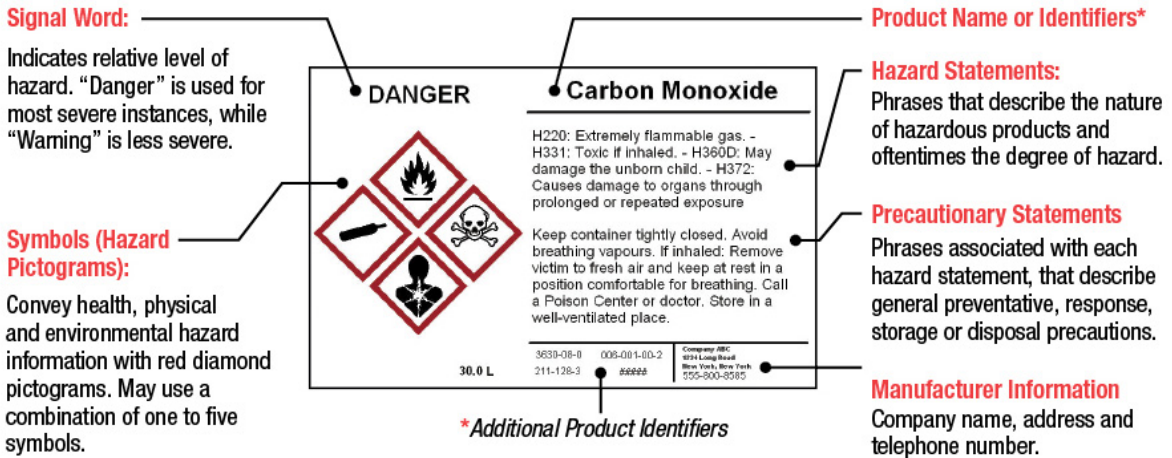 Signal Word:
Indicates relative level of
hazard. “Danger” is used for
most severe instances, while
“Warning” is less severe.
Symbols (Hazard
Pictograms):
Convey health, physical
and environmental hazard
information with red diamond
pictograms. May use a
combination of one to five
symbols.
DANGER
30.0 L
Carbon Monoxide
H220: Extremely flammable gas. -
H331: Toxic if inhaled. - H360D: May
damage the unborn child. - H372:
Causes damage to organs through
prolonged or repeated exposure
Keep container tightly closed. Avoid
breathing vapours. If inhaled: Remove
victim to fresh air and keep at rest in a
position comfortable for breathing. Call
a Poison Center or doctor. Store in a
well-ventilated place.
3630-08-0 006-001-00-2
211-128-3 #####
Company ABC
1234 Long Road
New York, New York
555-800-8585
*Additional Product Identifiers
Product Name or Identifiers*
Hazard Statements:
Phrases that describe the nature
of hazardous products and
oftentimes the degree of hazard.
Precautionary Statements
Phrases associated with each
hazard statement, that describe
general preventative, response,
storage or disposal precautions.
Manufacturer Information
Company name, address and
telephone number.